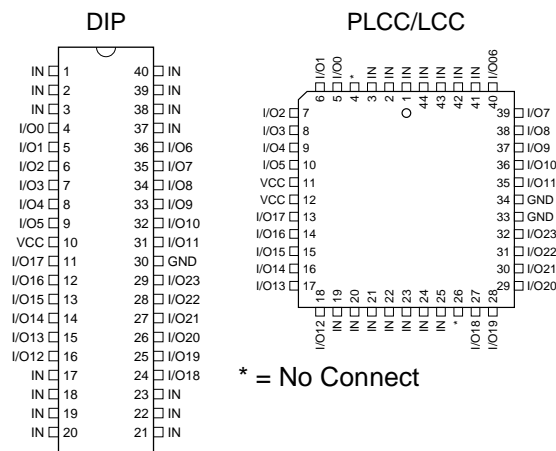 DIP
IN 1 40 IN
IN 2 39 IN
IN 3 38 IN
I/O0 4 37 IN
I/O1 5 36 I/O6
I/O2 6 35 I/O7
I/O3 7 34 I/O8
I/O4 8 33 I/O9
I/O5 9 32 I/O10
VCC 10 31 I/O11
I/O17 11 30 GND
I/O16 12 29 I/O23
I/O15 13 28 I/O22
I/O14 14 27 I/O21
I/O13 15 26 I/O20
I/O12 16 25 I/O19
IN 17 24 I/O18
IN 18 23 IN
IN 19 22 IN
IN 20 21 IN
PLCC/LCC
I/O1 I/O0 * IN IN IN IN IN IN IN I/O06
6 5 4 3 2 1 44 43 42 41 40
I/O2 7 39 I/O7
I/O3 8 38 I/O8
I/O4 9 37 I/O9
I/O5 10 36 I/O10
VCC 11 35 I/O11
VCC 12 34 GND
I/O17 13 33 GND
I/O16 14 32 I/O23
I/O15 15 31 I/O22
I/O14 16 30 I/O21
I/O13 17 29 I/O20
18 19 20 21 22 23 24 25 26 27 28
I/O12 IN IN IN IN IN IN IN * I/O18 I/O19
* = No Connect